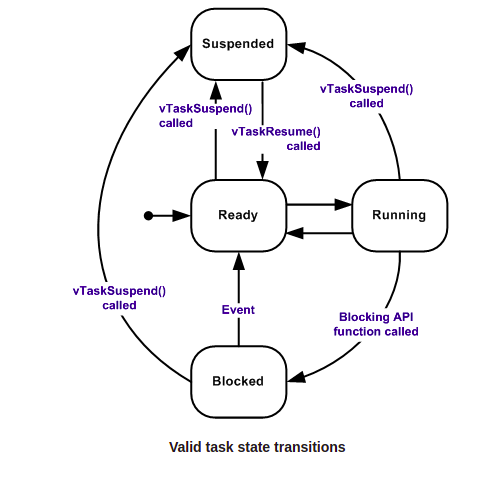 Suspended
vTaskSuspend()
called
vTaskSuspend()
called
vTaskResume()
called
Ready
Running
vTaskSuspend()
called
Event
Blocking API
function called
Blocked
Valid task state transitions